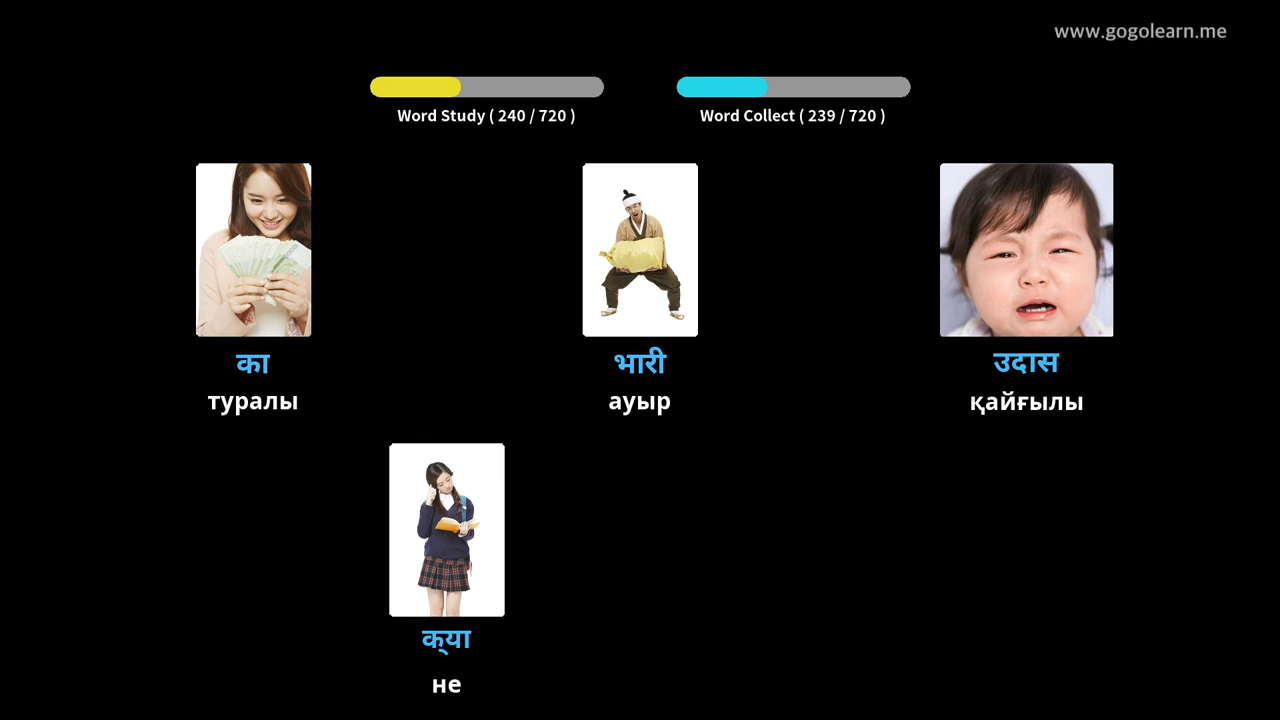 www.gogolearn.me
Word Study ( 240 / 720 )
Word Collect ( 239 / 720 )
का
भारी
उदास
туралы
ауыр
қайғылы
क्या
не